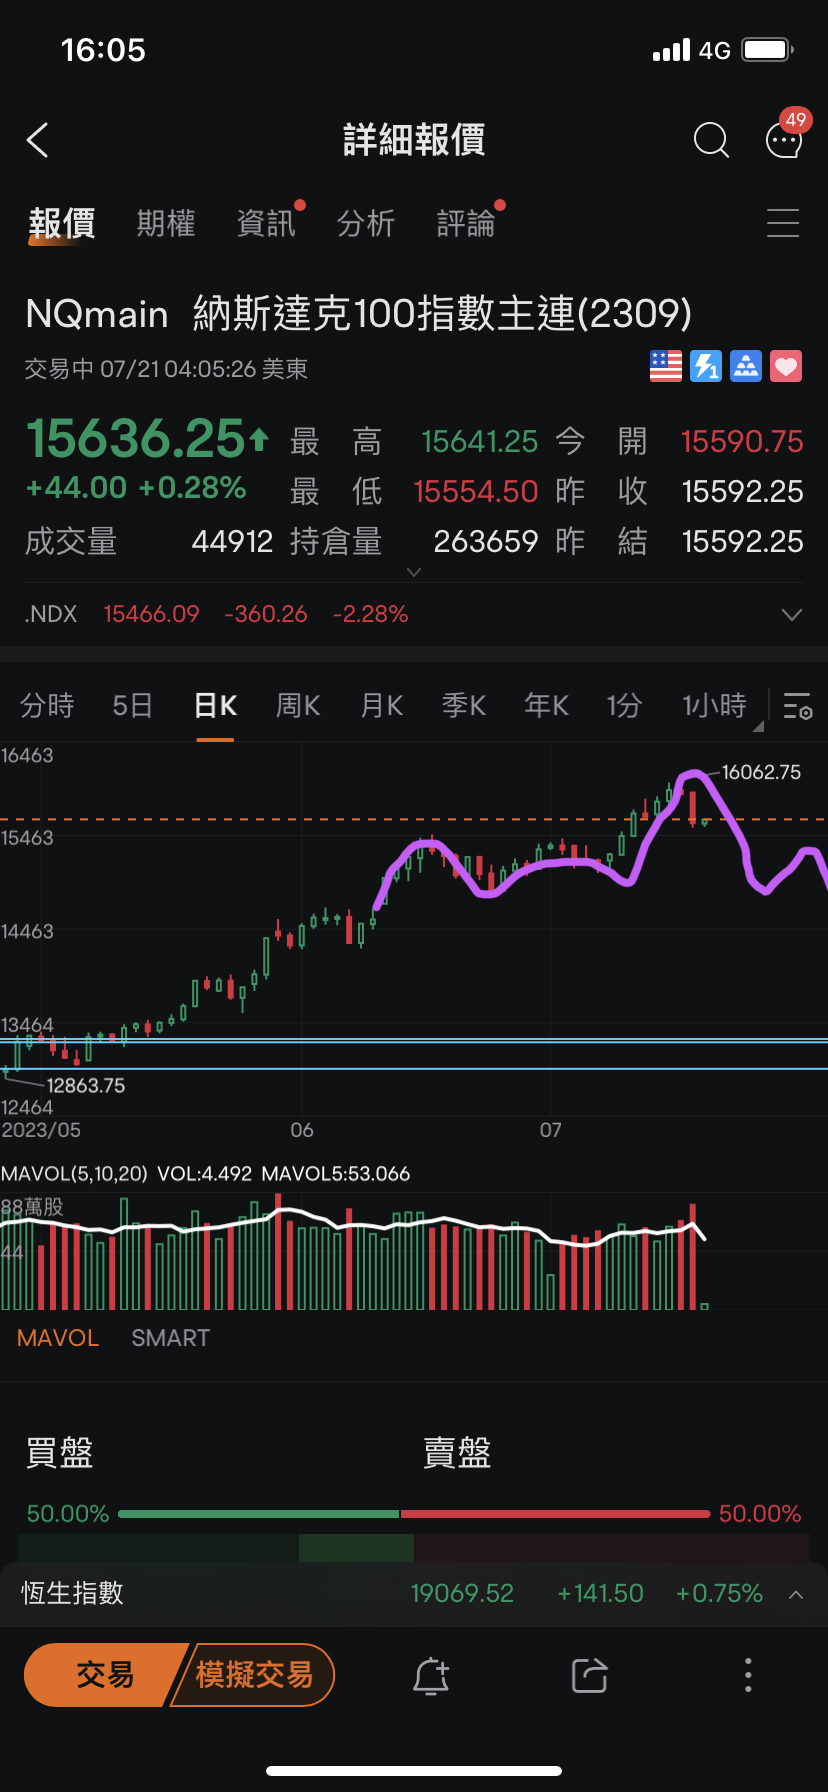 16:05 4G
詳細報價 49
報價 期權 資訊 分析 評論
NQmain 納斯達克100指數主連(2309)
交易中 07/21 04:05:26 美東
15636.25 最高 15641.25 今開 15590.75
+44.00 +0.28% 最低 15554.50 昨收 15592.25
成交量 44912 持倉量 263659 昨結 15592.25
.NDX 15466.09 -360.26 -2.28%
分時 5日 日K 周K 月K 季K 年K 1分 1小時
16463
16062.75
15463
14463
13464
12863.75
12464
2023/05 06 07
MAVOL(5,10,20) VOL:4.492 MAVOL5:53.066
88萬股
44
MAVOL SMART
買盤 賣盤
50.00% 50.00%
恆生指數 19069.52 +141.50 +0.75%
交易 模擬交易